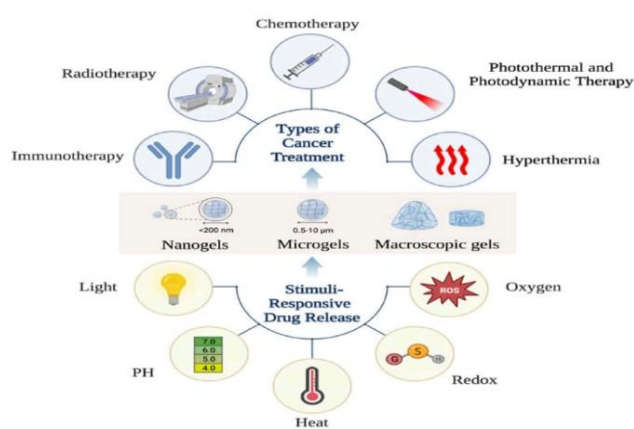 Chemotherapy
Radiotherapy
Photothermal and
Photodynamic Therapy
Types of
Cancer
Treatment
Immunotherapy
Hyperthermia
<200 nm
0.5-10 μm
Nanogels
Microgels
Macroscopic gels
Light
Stimuli-
Responsive
Drug Release
ROS
Oxygen
7.0
6.0
5.0
4.0
PH
G
S
H
Redox
Heat